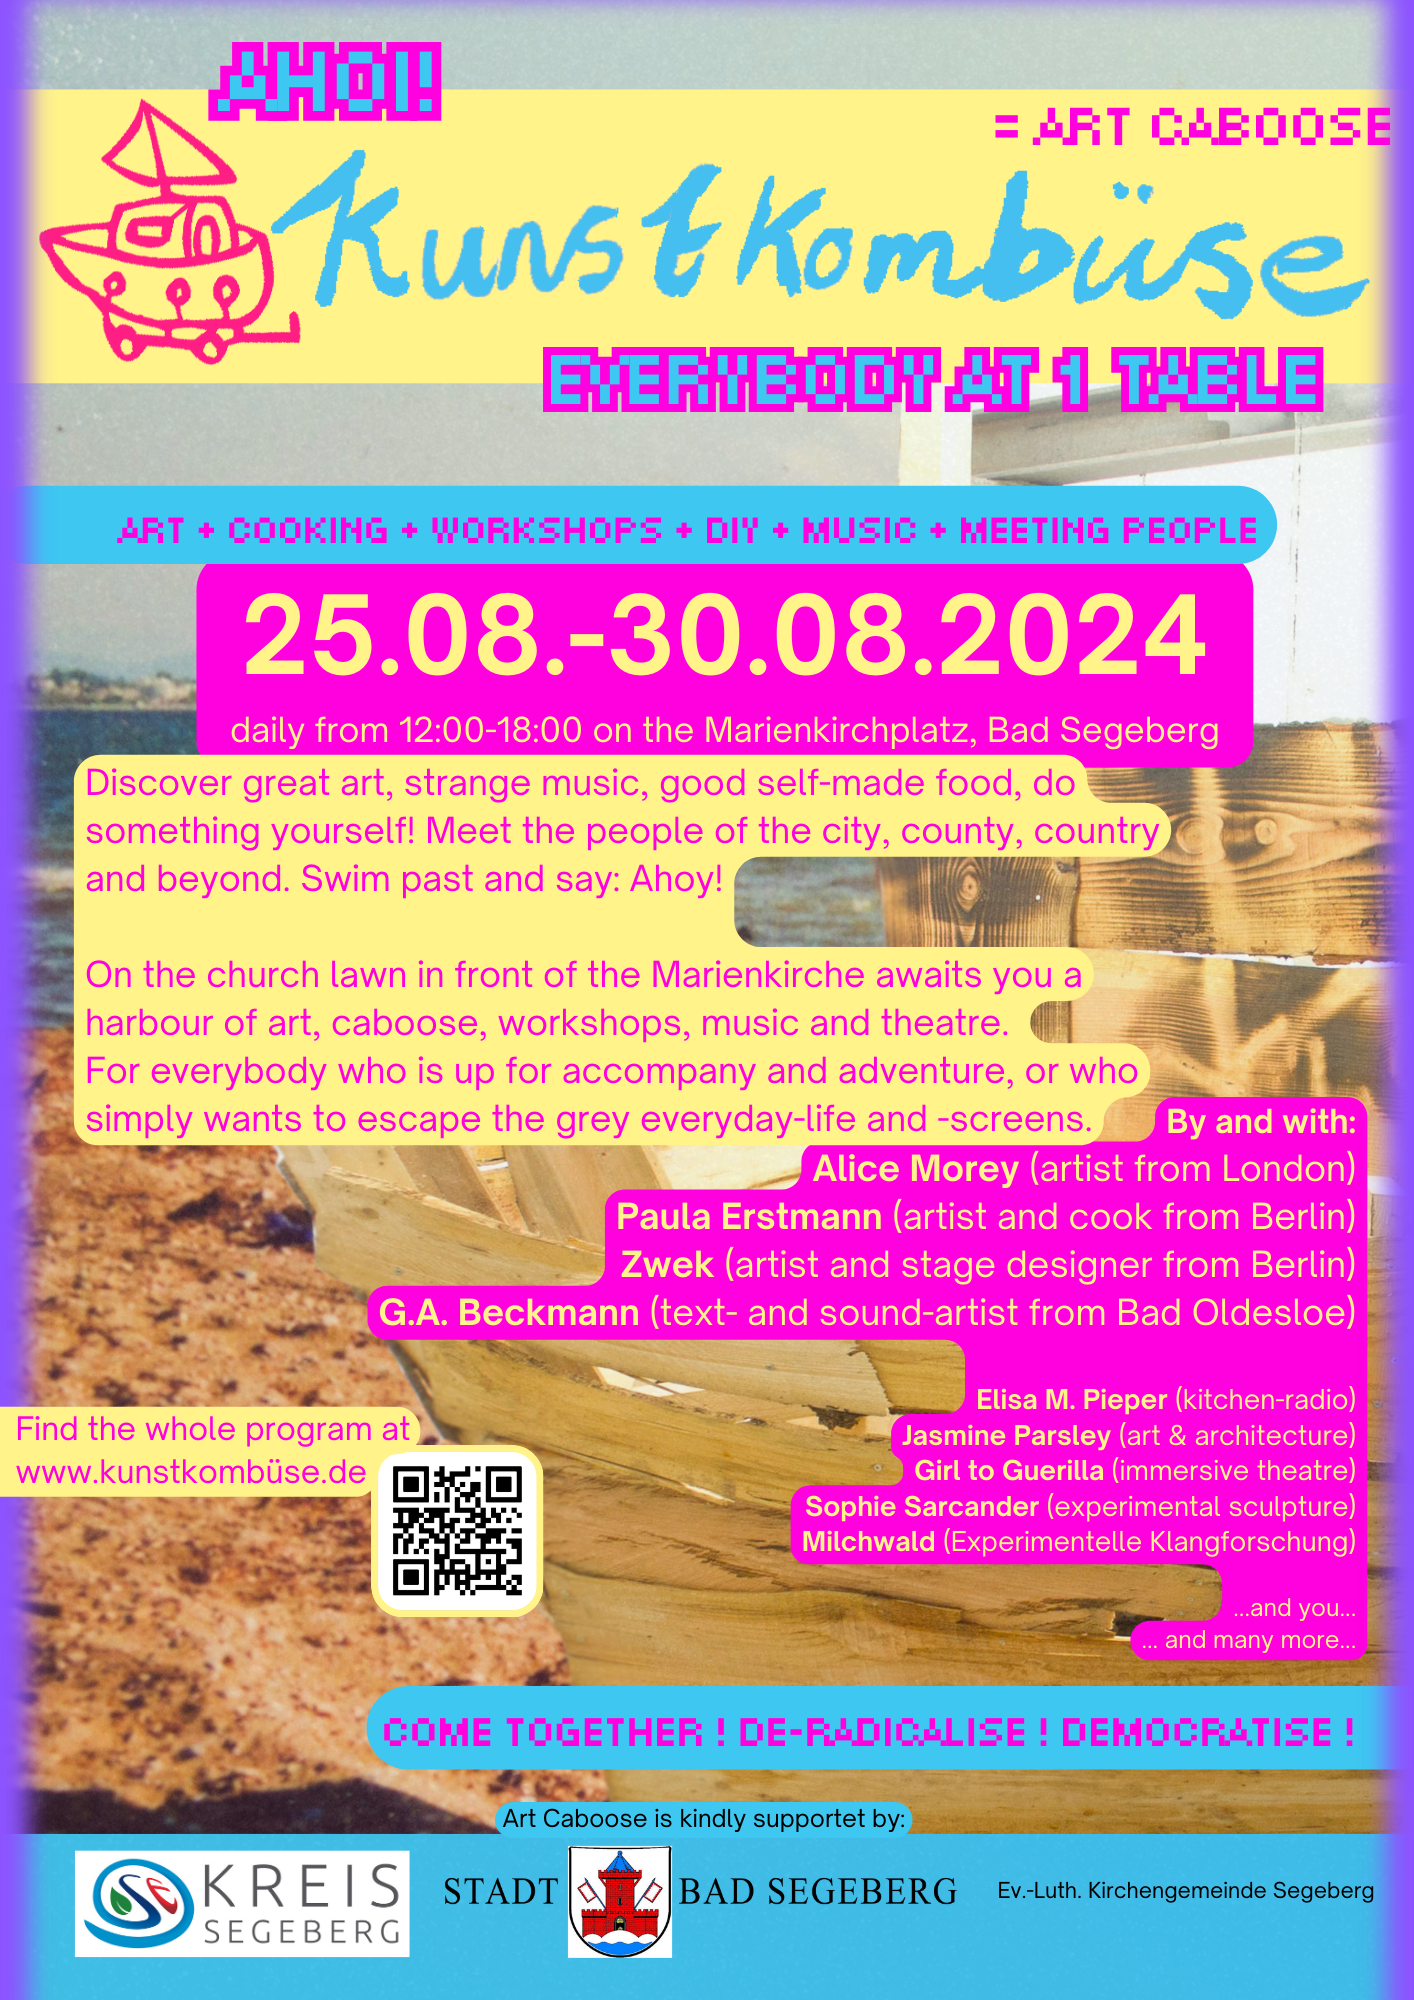 AHOI!
= ART CABOOSE
KunstKombüse
EVERYBODY AT 1 TABLE
ART + COOKING + WORKSHOPS + DIY + MUSIC + MEETING PEOPLE
25.08.-30.08.2024
daily from 12:00-18:00 on the Marienkirchplatz, Bad Segeberg
Discover great art, strange music, good self-made food, do
something yourself! Meet the people of the city, county, country
and beyond. Swim past and say: Ahoy!
On the church lawn in front of the Marienkirche awaits you a
harbour of art, caboose, workshops, music and theatre.
For everybody who is up for accompany and adventure, or who
simply wants to escape the grey everyday-life and -screens.
By and with:
Alice Morey (artist from London)
Paula Erstmann (artist and cook from Berlin)
Zwek (artist and stage designer from Berlin)
G.A. Beckmann (text- and sound-artist from Bad Oldesloe)
Elisa M. Pieper (kitchen-radio)
Jasmine Parsley (art & architecture)
Girl to Guerilla (immersive theatre)
Sophie Sarcander (experimental sculpture)
Milchwald (Experimentelle Klangforschung)
...and you...
... and many more...
Find the whole program at
www.kunstkombüse.de
COME TOGETHER ! DE-RADICALISE ! DEMOCRATISE !
Art Caboose is kindly supportet by:
KREIS
SEGEBERG
STADT BAD SEGEBERG
Ev.-Luth. Kirchengemeinde Segeberg